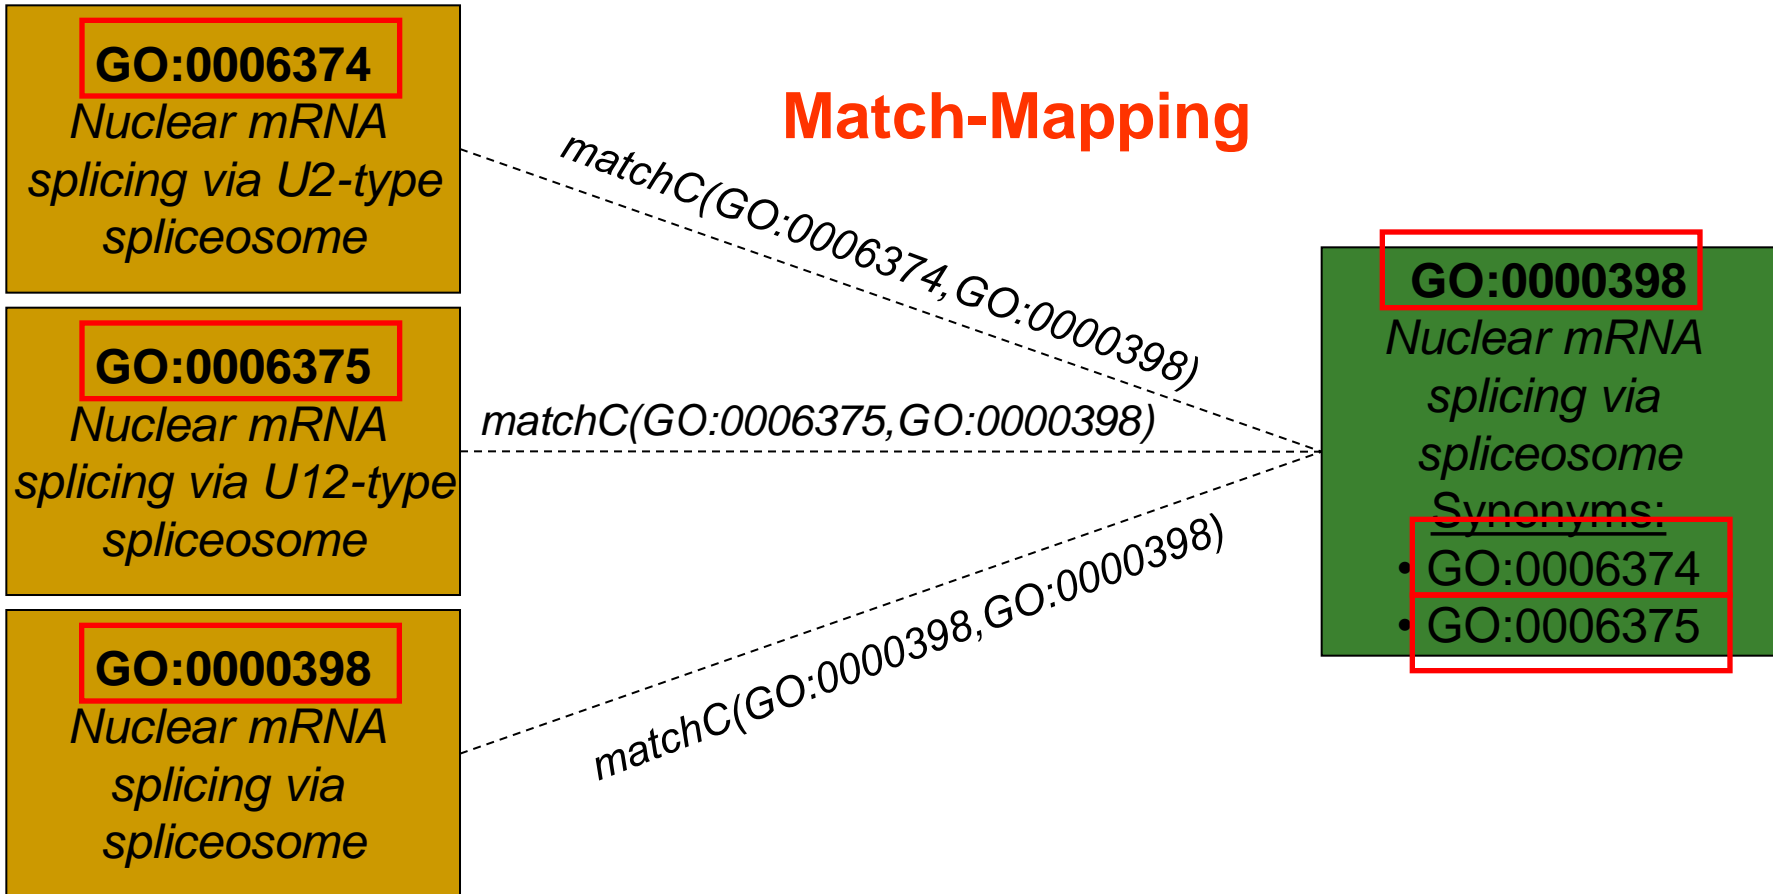 GO:0006374
Nuclear mRNA
splicing via U2-type
spliceosome
GO:0006375
Nuclear mRNA
splicing via U12-type
spliceosome
GO:0000398
Nuclear mRNA
splicing via
spliceosome
Match-Mapping
matchC(GO:0006374,GO:0000398)
matchC(GO:0006375,GO:0000398)
matchC(GO:0000398,GO:0000398)
GO:0000398
Nuclear mRNA
splicing via
spliceosome
Synonyms:
• GO:0006374
• GO:0006375